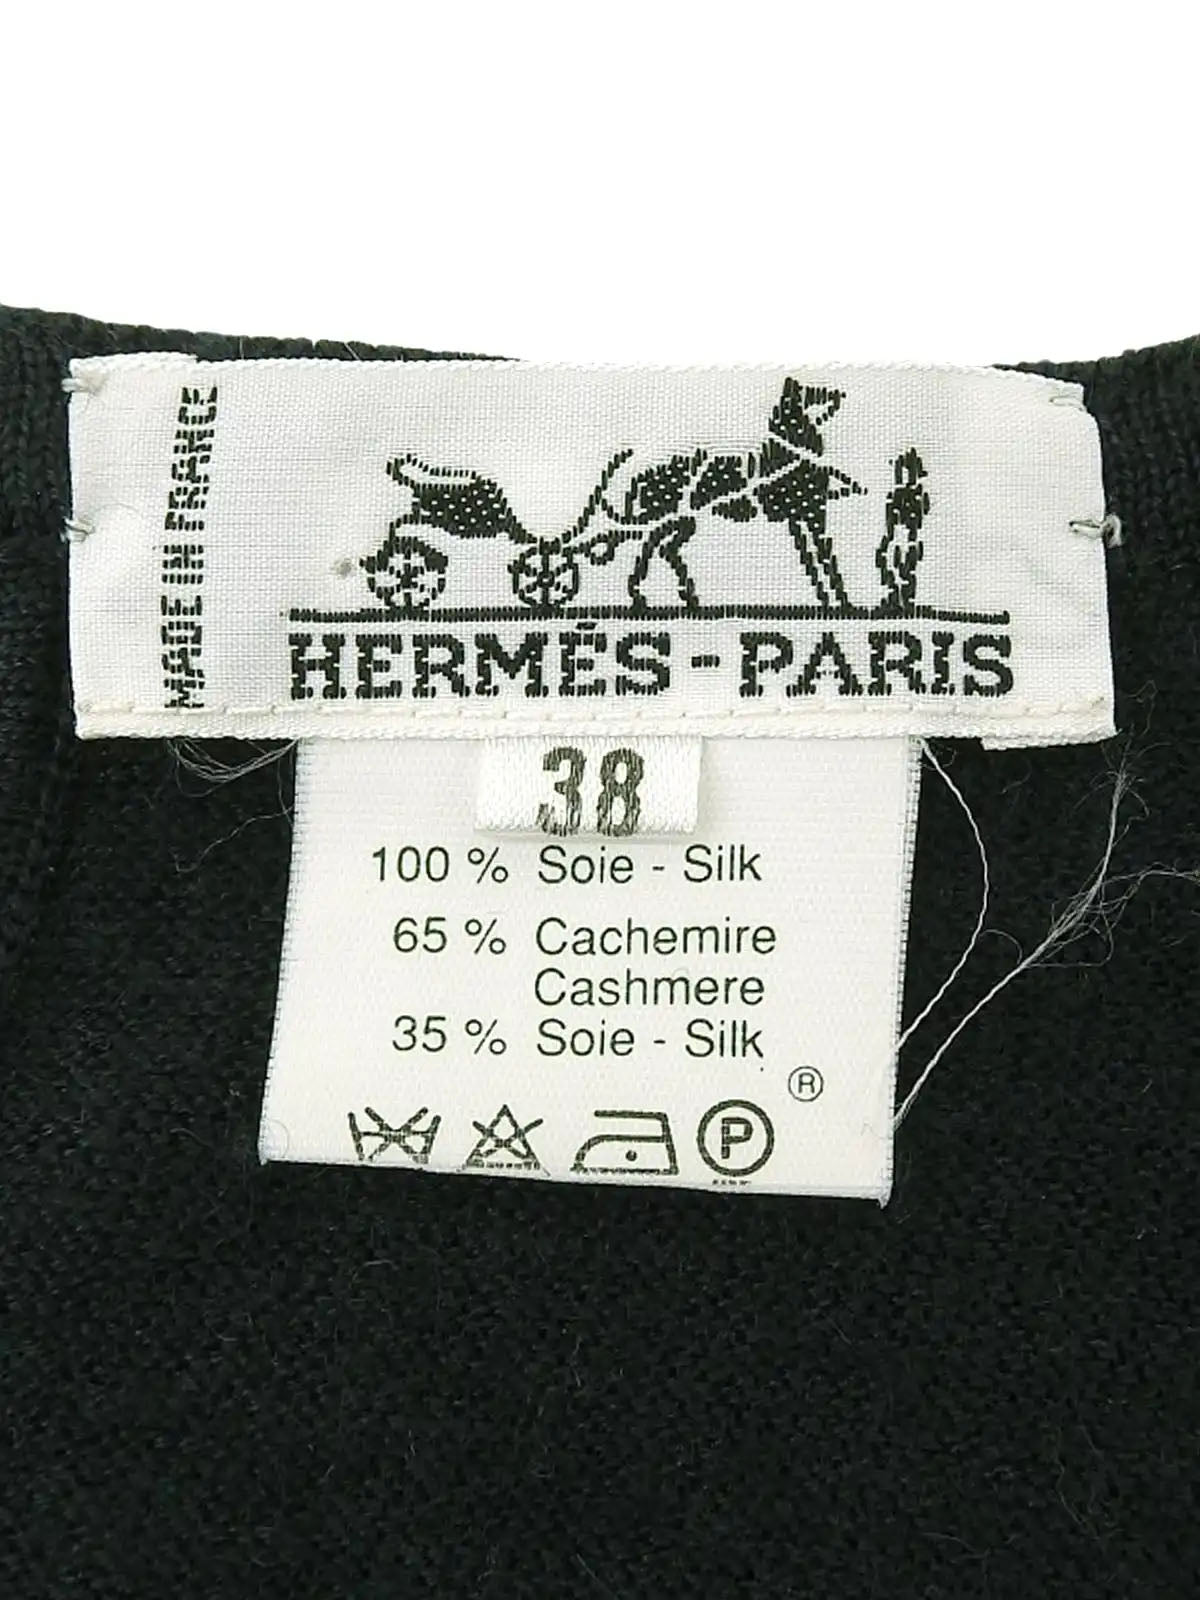 MADE IN FRANCE
HERMÈS-PARIS
38
100 % Soie - Silk
65 % Cachemire
Cashmere
35 % Soie - Silk
®
P